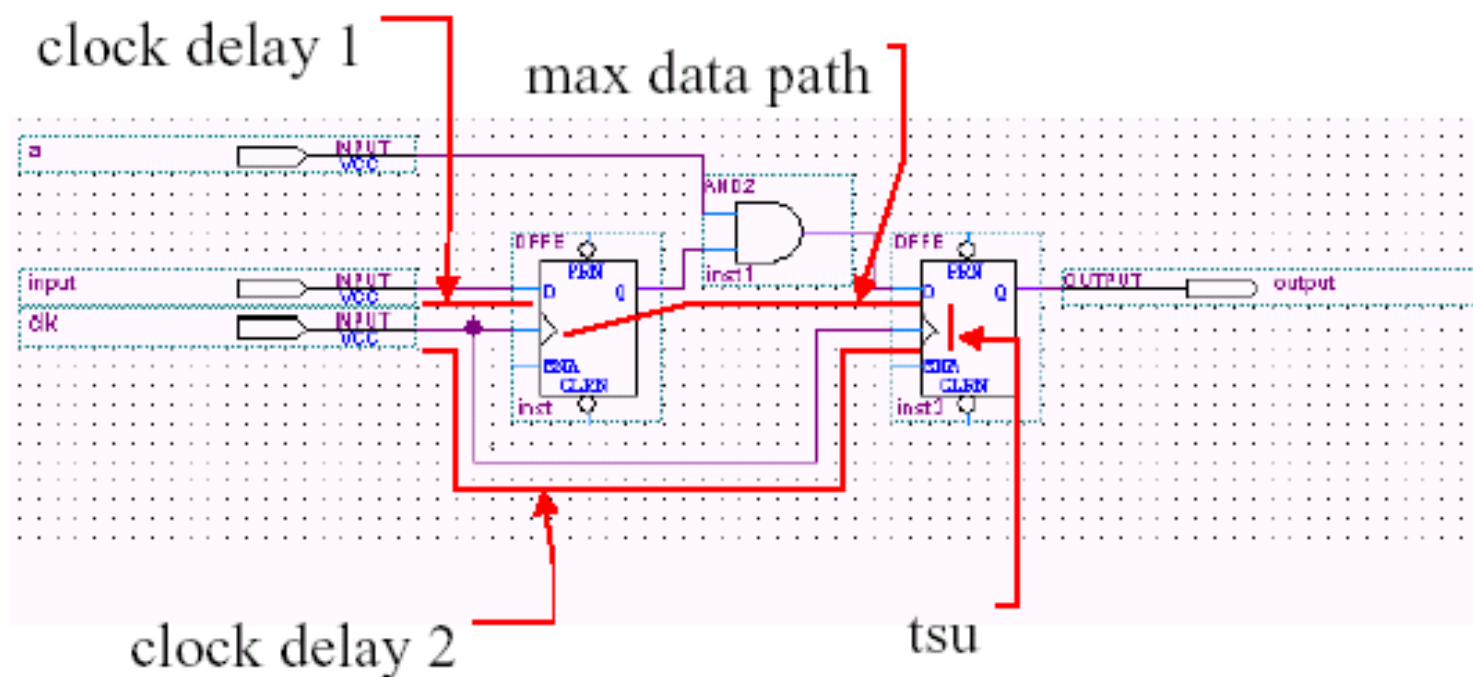 clock delay 1
max data path
a
INPUT
VCC
AND2
inst1
DFFE
PRN
D
Q
ENA
CLRN
inst
DFFE
PRN
D
Q
ENA
CLRN
OUTPUT
output
input
INPUT
VCC
clk
INPUT
VCC
clock delay 2
tsu